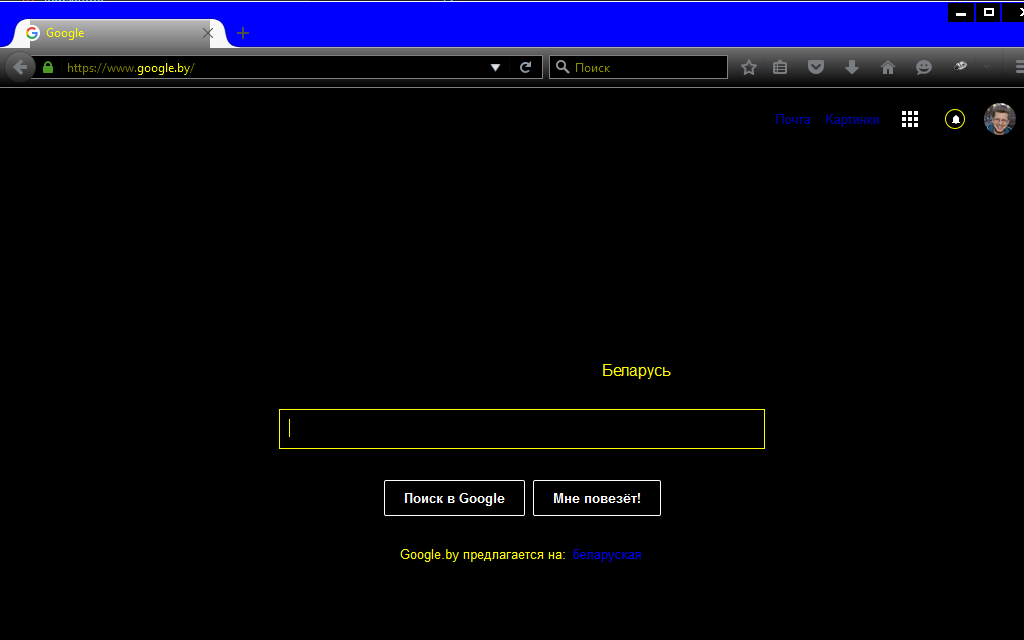 Google
https://www.google.by/
Поиск
Почта Картинки
Беларусь
Поиск в Google Мне повезёт!
Google.by предлагается на: беларуская